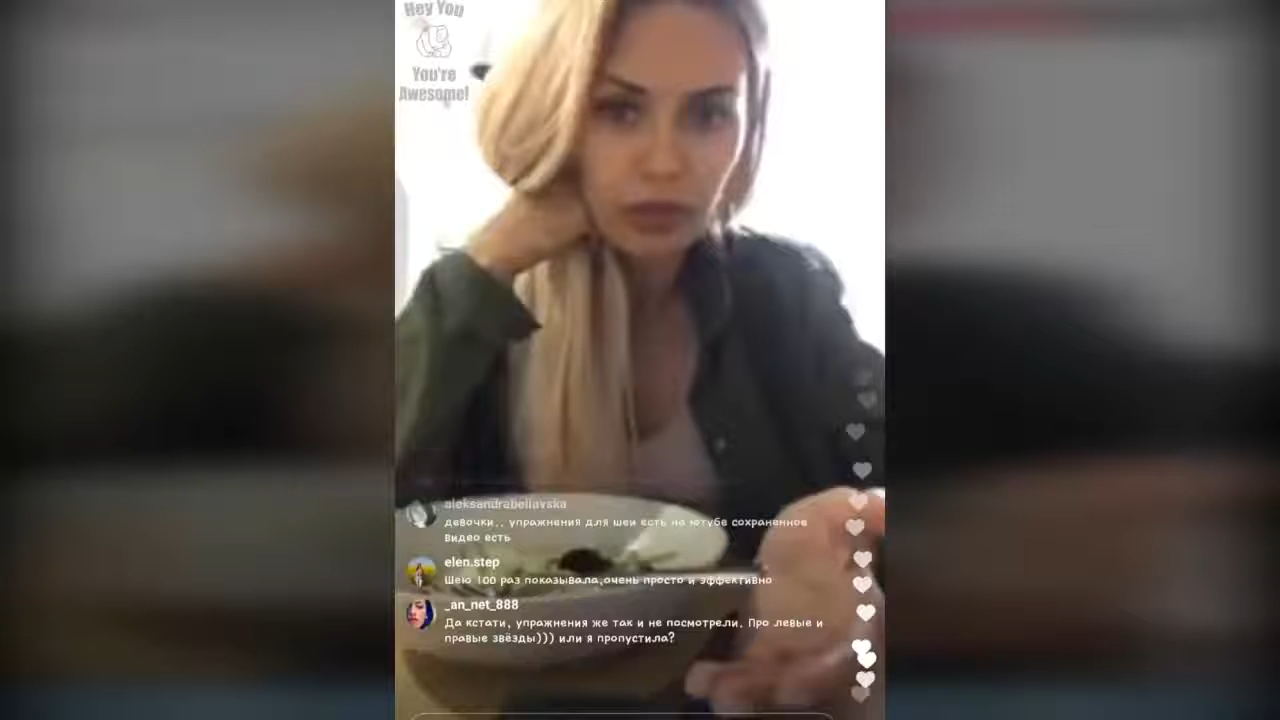 Hey You
You're
Awesome!
aleksandrabeliavska
девочки.. упражнения для шеи есть на ютубе сохраненное
видео есть
elen.step
Шею 100 раз показывала,очень просто и эффективно
_an_net_888
Да кстати, упражнения же так и не посмотрели. Про левые и
правые звёзды))) или я пропустила?